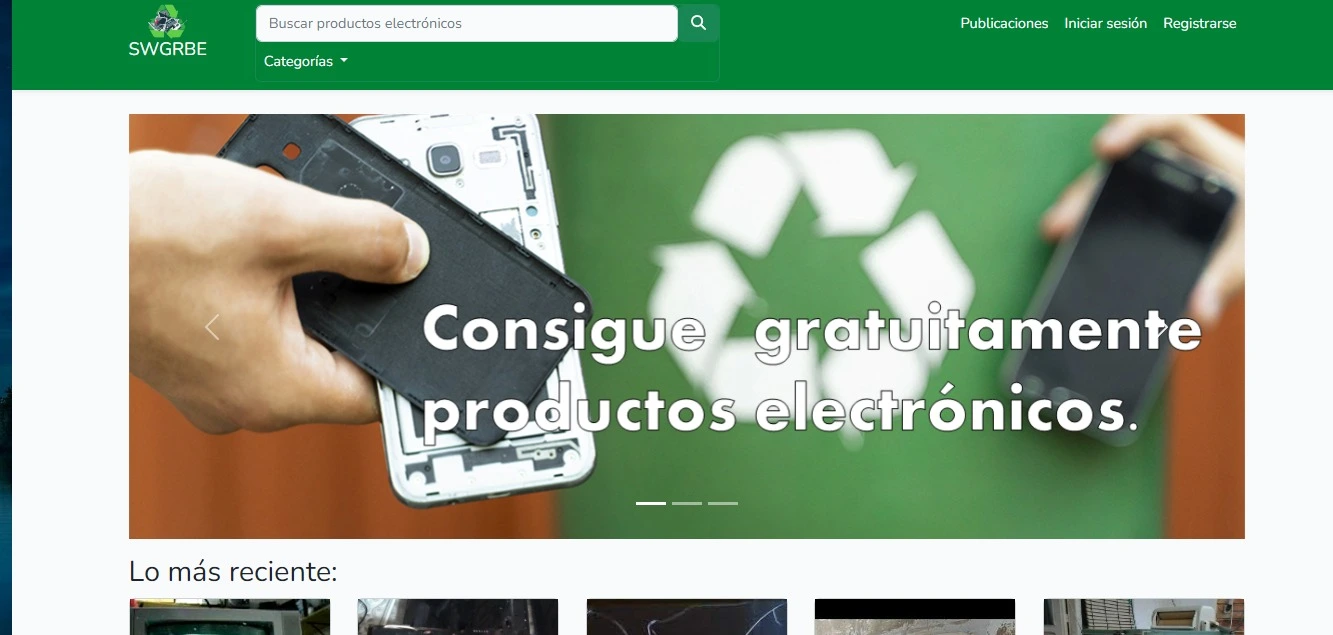 SWGRBE
Buscar productos electrónicos
Categorías
Publicaciones
Iniciar sesión
Registrarse
Consigue gratuitamente
productos electrónicos.
Lo más reciente: